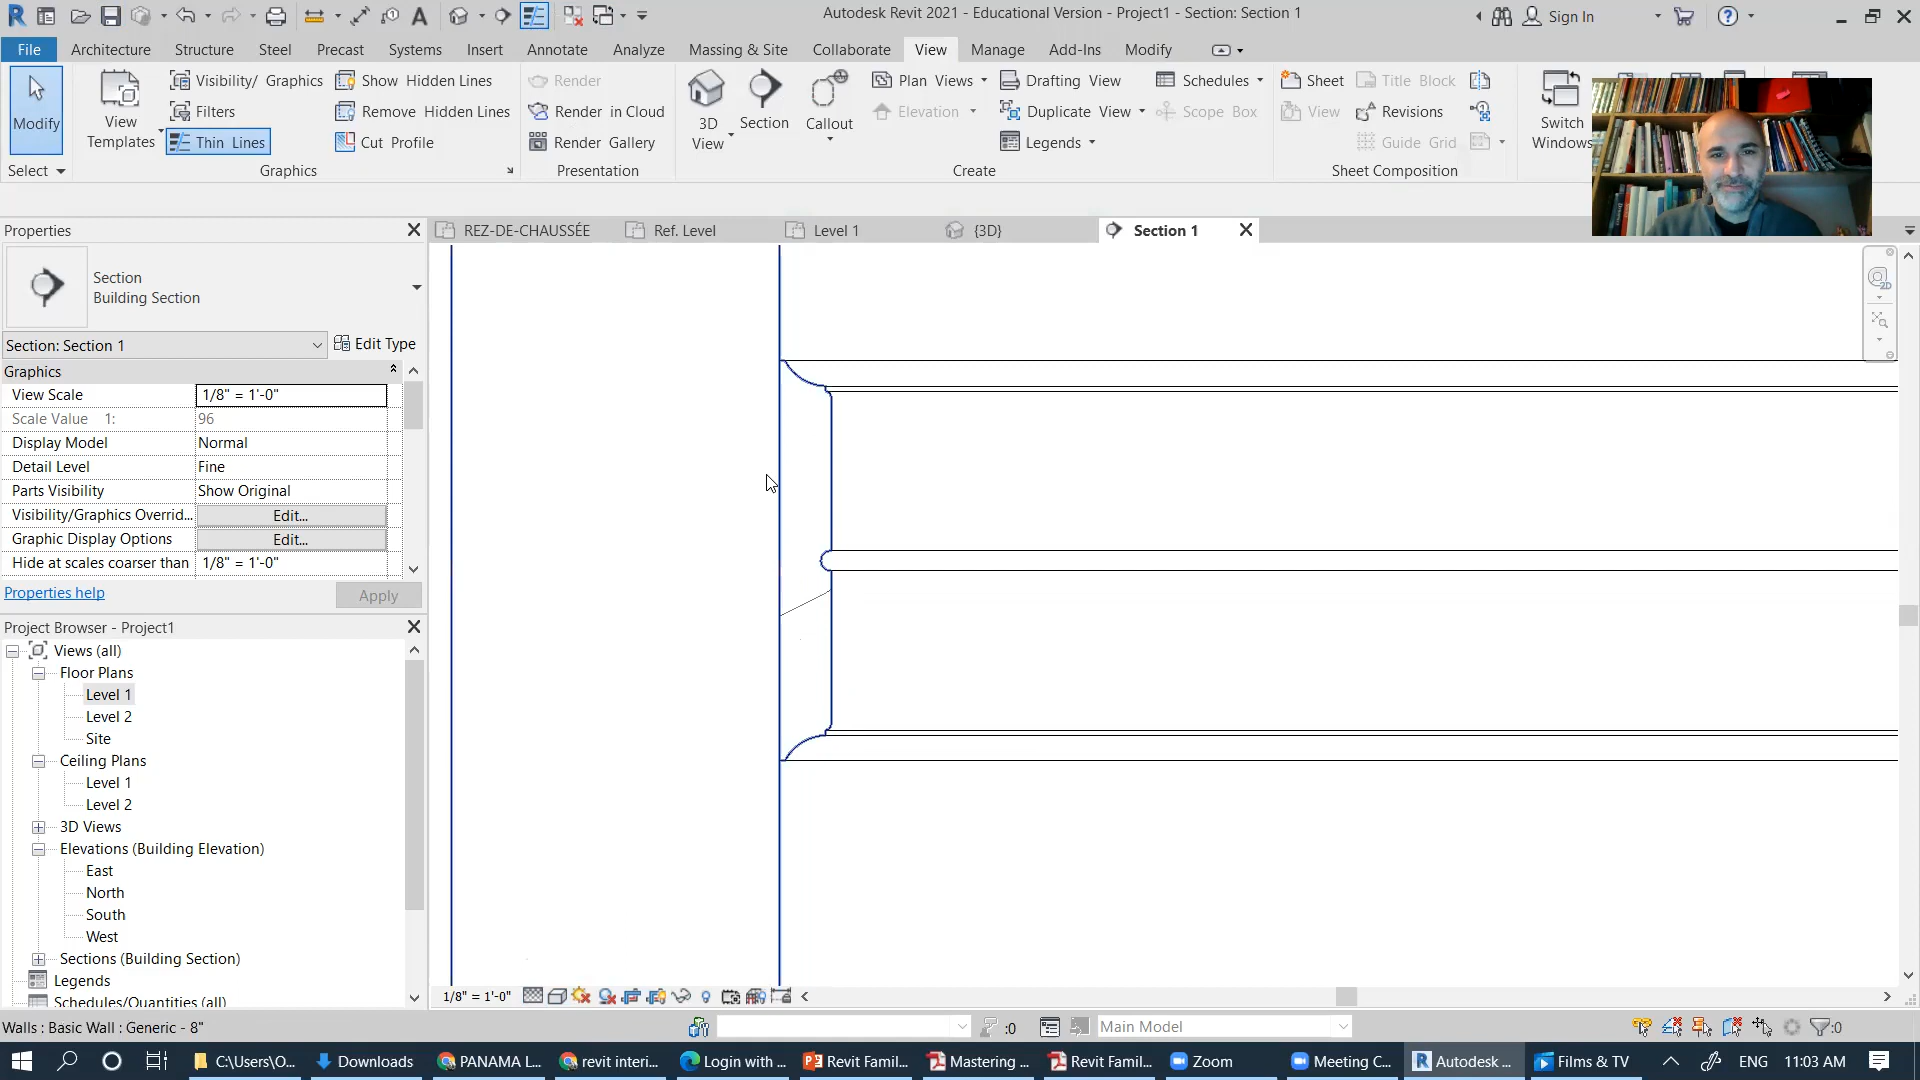 Autodesk Revit 2021 - Educational Version - Project1 - Section: Section 1
Sign In
File Architecture Structure Steel Precast Systems Insert Annotate Analyze Massing & Site Collaborate View Manage Add-Ins Modify
Modify
View Templates
Visibility/ Graphics
Filters
Thin Lines
Show Hidden Lines
Remove Hidden Lines
Cut Profile
Render
Render in Cloud
Render Gallery
3D View
Section
Callout
Plan Views
Elevation
Drafting View
Duplicate View
Legends
Schedules
Scope Box
Sheet
View
Title Block
Revisions
Guide Grid
Switch Windows
Select
Graphics
Presentation
Create
Sheet Composition
Properties
REZ-DE-CHAUSSÉE
Ref. Level
Level 1
{3D}
Section 1
Section
Building Section
Section: Section 1
Edit Type
Graphics
View Scale 1/8" = 1'-0"
Scale Value 1: 96
Display Model Normal
Detail Level Fine
Parts Visibility Show Original
Visibility/Graphics Overrid... Edit...
Graphic Display Options Edit...
Hide at scales coarser than 1/8" = 1'-0"
Properties help
Apply
Project Browser - Project1
Views (all)
Floor Plans
Level 1
Level 2
Site
Ceiling Plans
Level 1
Level 2
3D Views
Elevations (Building Elevation)
East
North
South
West
Sections (Building Section)
Legends
Schedules/Quantities (all)
1/8" = 1'-0"
2D
Walls : Basic Wall : Generic - 8"
:0
Main Model
:0
C:\Users\O...
Downloads
PANAMA L...
revit interi...
Login with ...
Revit Famil...
Mastering ...
Revit Famil...
Zoom
Meeting C...
Autodesk ...
Films & TV
ENG
11:03 AM